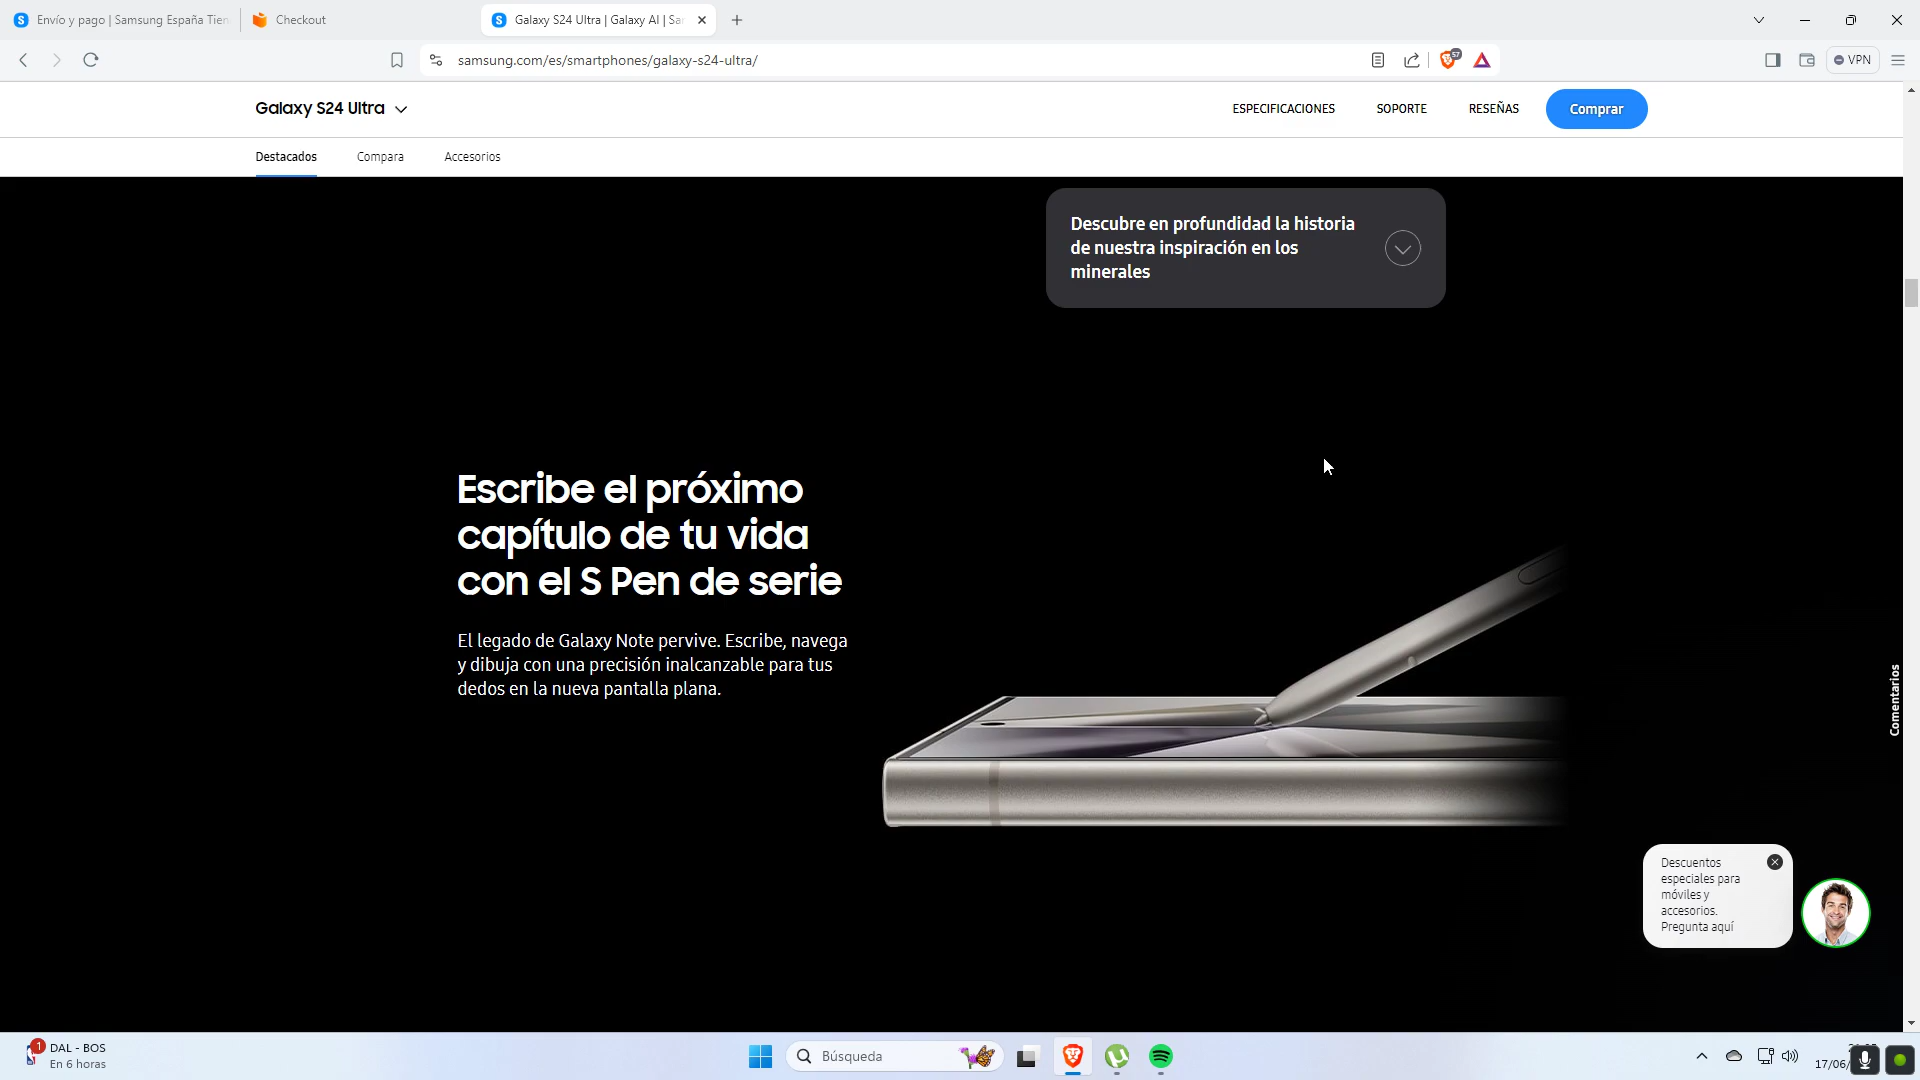 Envío y pago | Samsung España Tien
Checkout
Galaxy S24 Ultra | Galaxy AI | Sa
samsung.com/es/smartphones/galaxy-s24-ultra/
57
VPN
Galaxy S24 Ultra
ESPECIFICACIONES
SOPORTE
RESEÑAS
Comprar
Destacados
Compara
Accesorios
Descubre en profundidad la historia
de nuestra inspiración en los
minerales
Escribe el próximo
capítulo de tu vida
con el S Pen de serie
El legado de Galaxy Note pervive. Escribe, navega
y dibuja con una precisión inalcanzable para tus
dedos en la nueva pantalla plana.
Comentarios
Descuentos
especiales para
móviles y
accesorios.
Pregunta aquí
1
DAL - BOS
En 6 horas
Búsqueda
17/06/